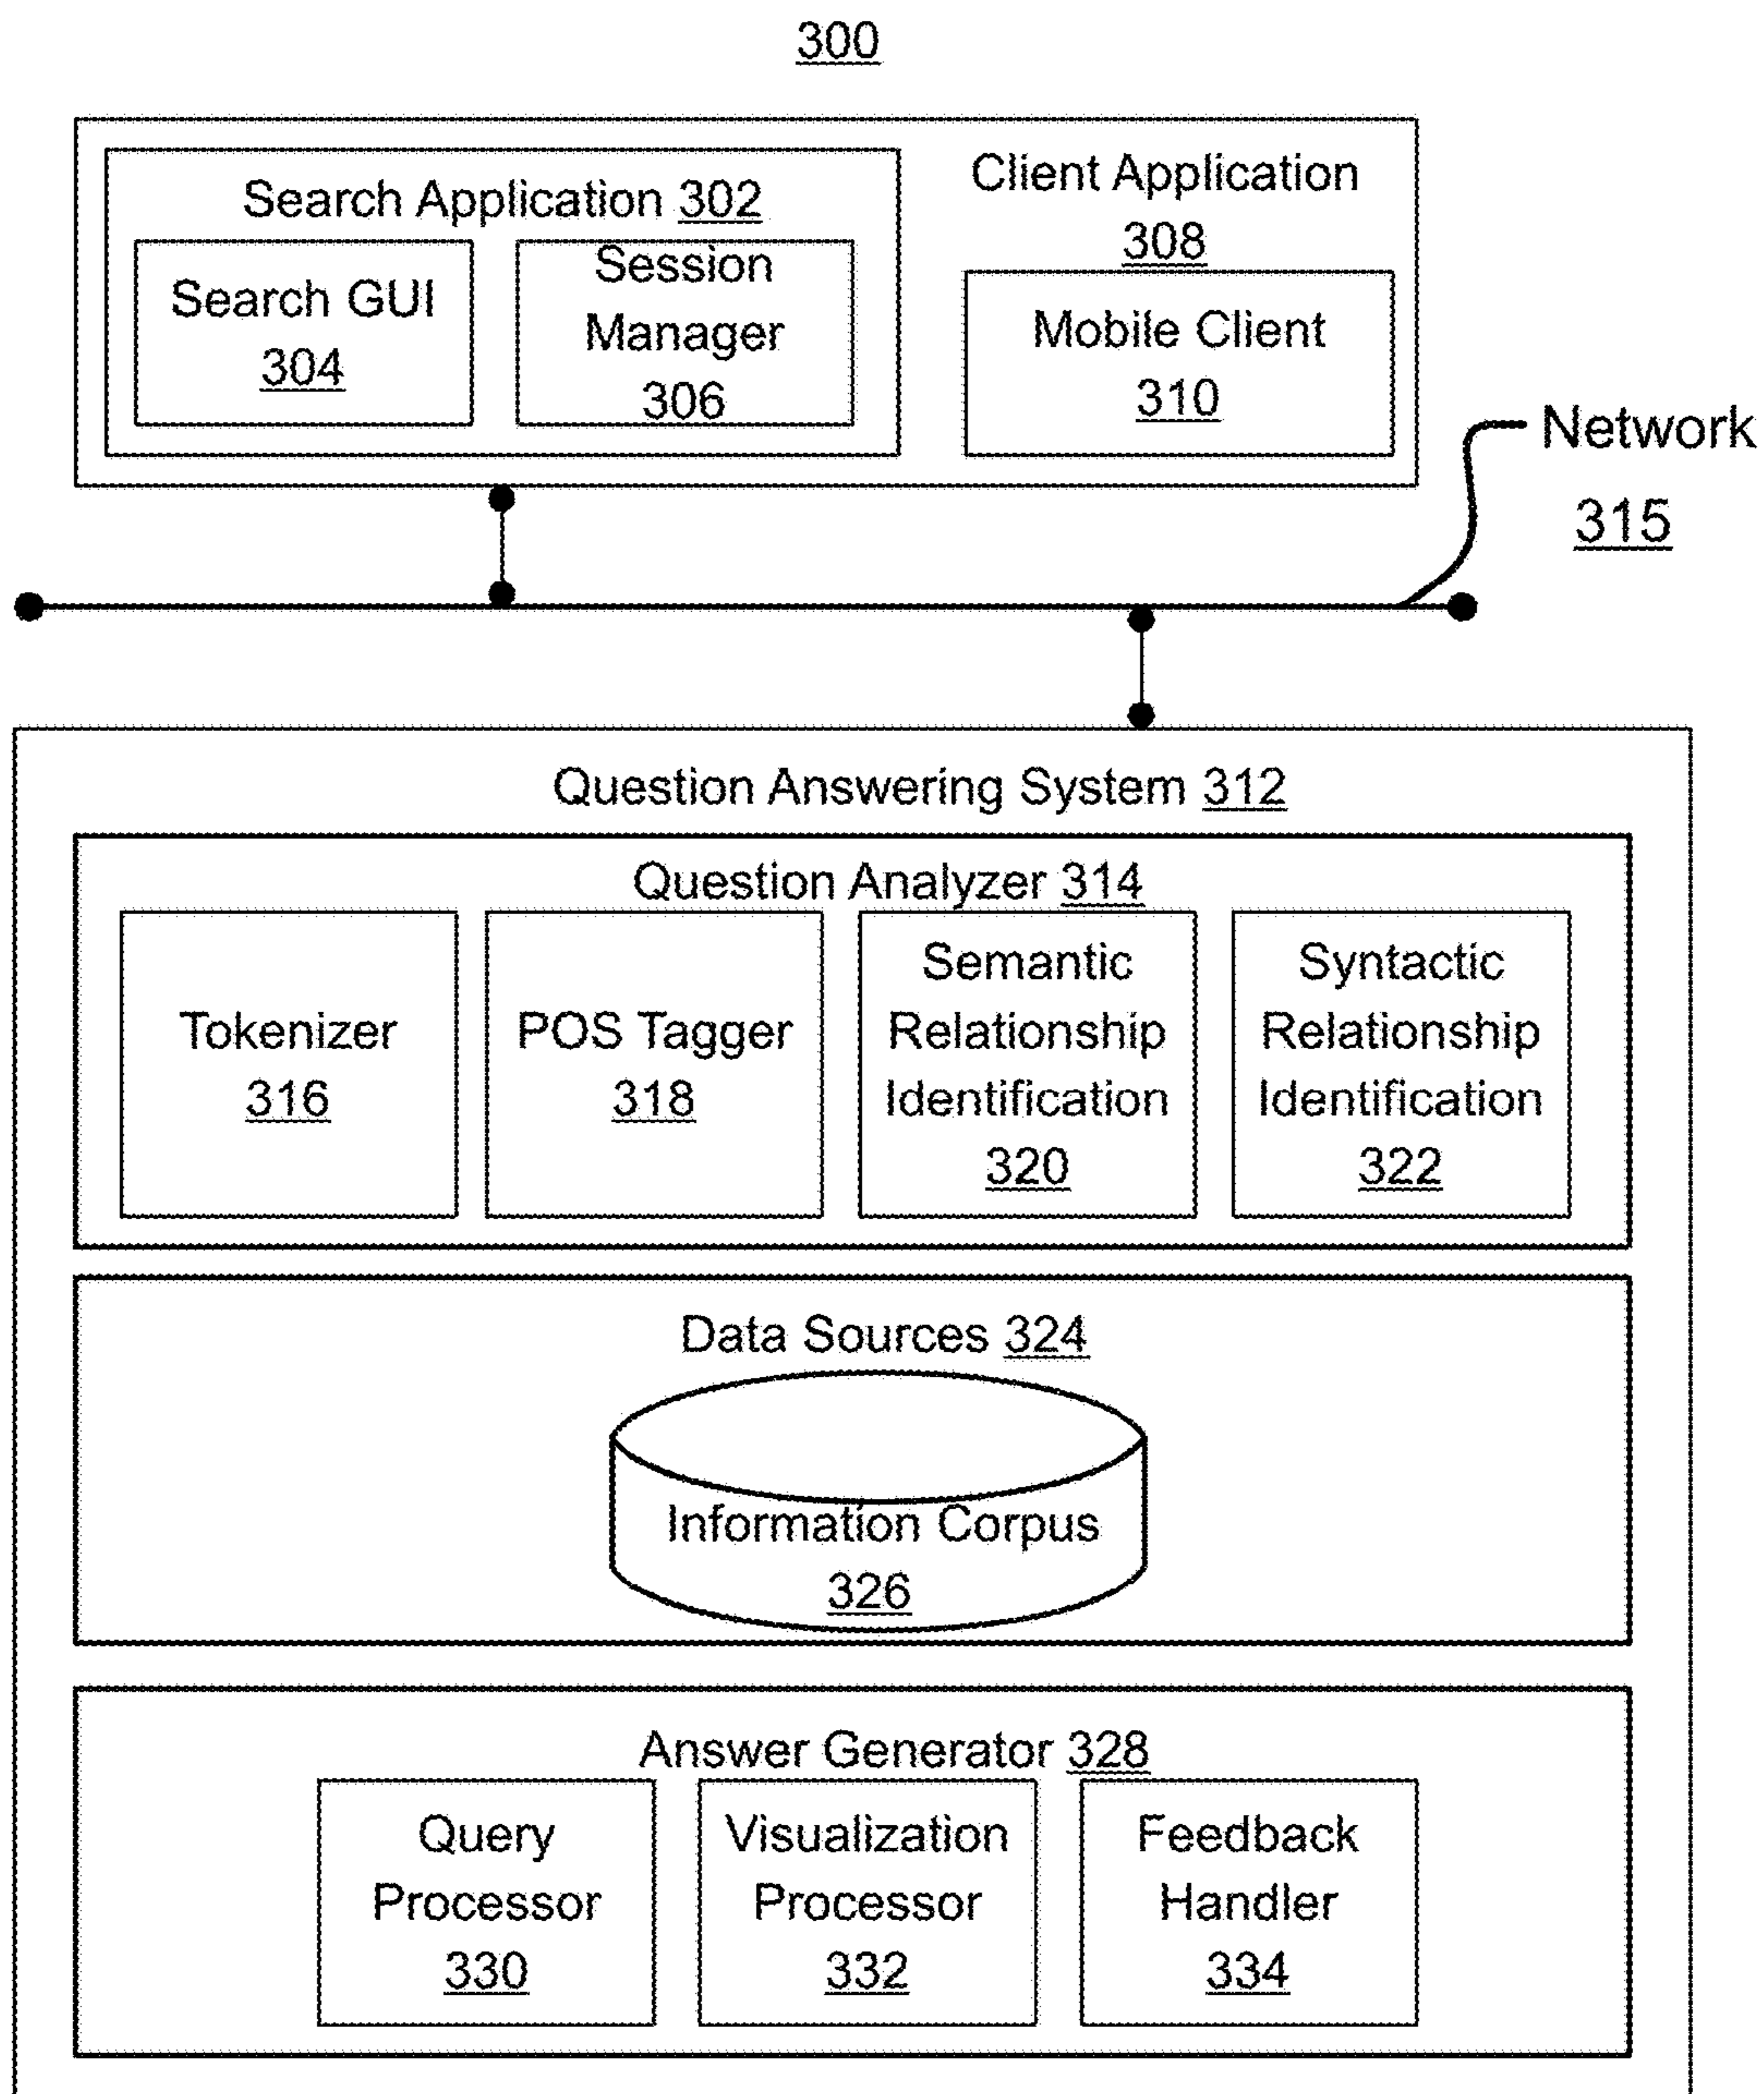 300
Search Application 302
Client Application
308
Search GUI
304
Session
Manager
306
Mobile Client
310
Network
315
Question Answering System 312
Question Analyzer 314
Tokenizer
316
POS Tagger
318
Semantic
Relationship
Identification
320
Syntactic
Relationship
Identification
322
Data Sources 324
Information Corpus
326
Answer Generator 328
Query
Processor
330
Visualization
Processor
332
Feedback
Handler
334